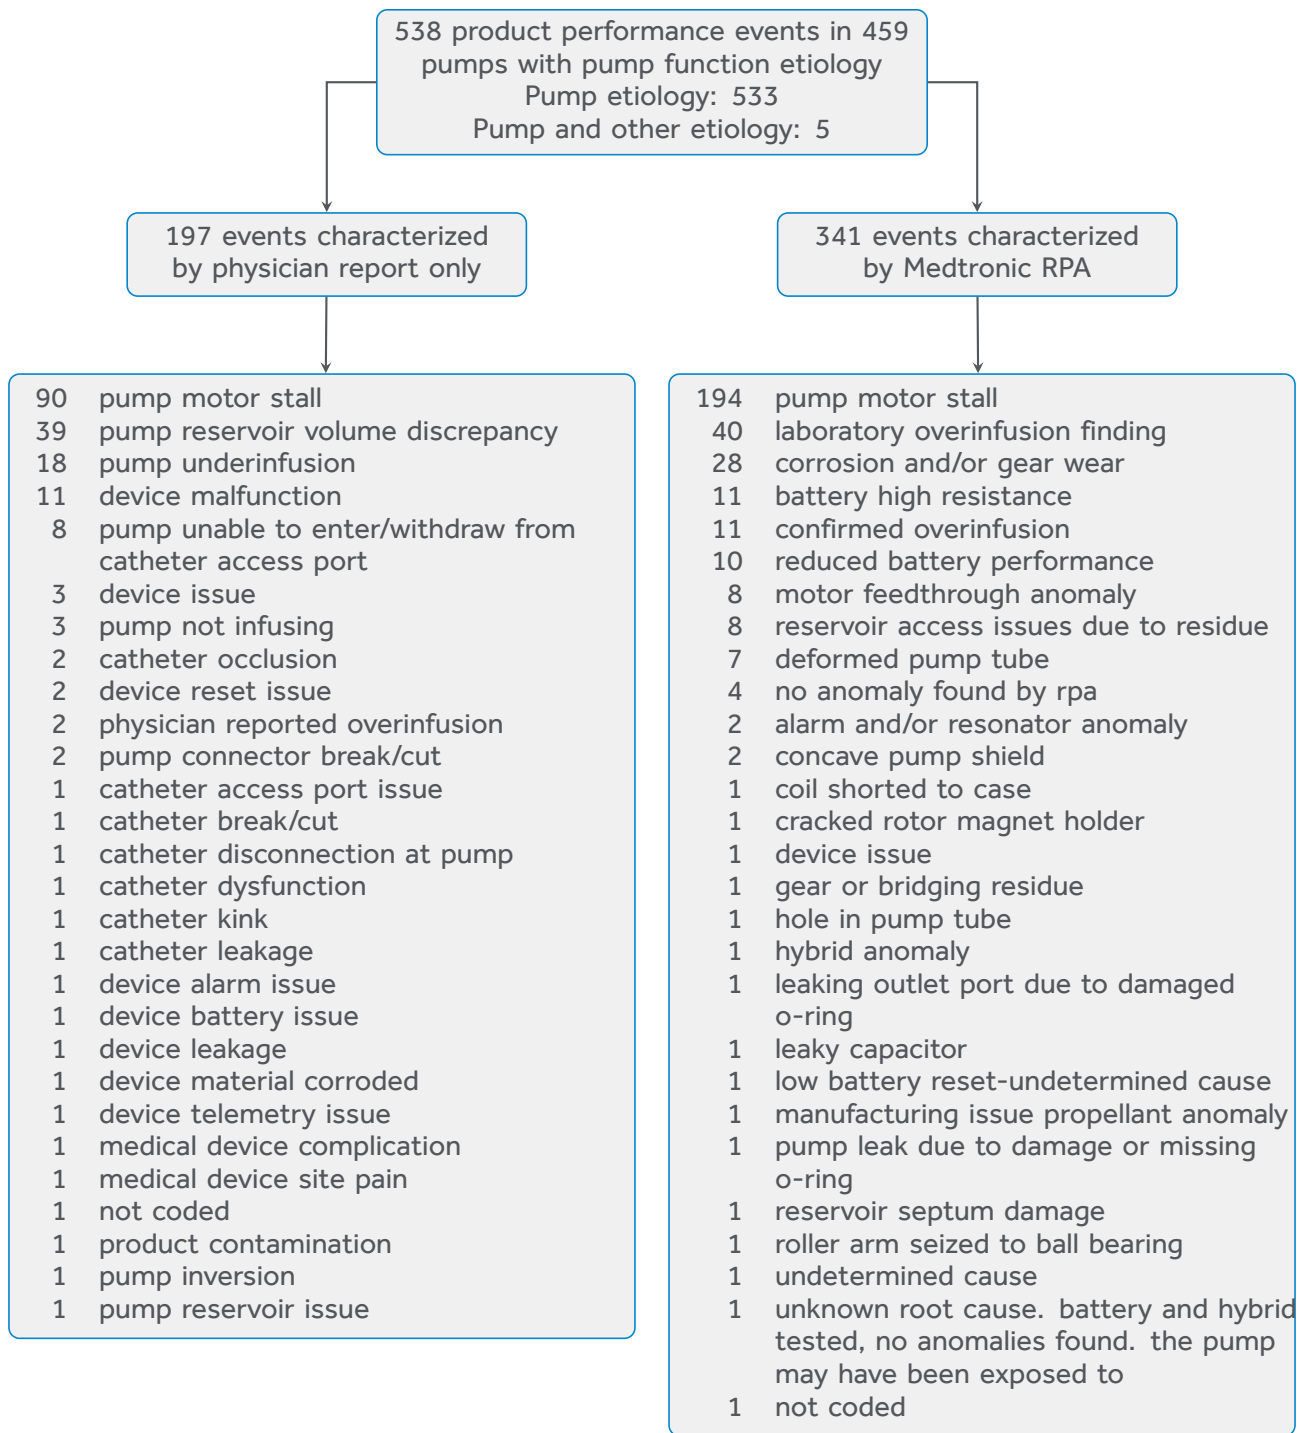 538 product performance events in 459
pumps with pump function etiology
Pump etiology: 533
Pump and other etiology: 5
197 events characterized
by physician report only
341 events characterized
by Medtronic RPA
90 pump motor stall
39 pump reservoir volume discrepancy
18 pump underinfusion
11 device malfunction
8 pump unable to enter/withdraw from
catheter access port
3 device issue
3 pump not infusing
2 catheter occlusion
2 device reset issue
2 physician reported overinfusion
2 pump connector break/cut
1 catheter access port issue
1 catheter break/cut
1 catheter disconnection at pump
1 catheter dysfunction
1 catheter kink
1 catheter leakage
1 device alarm issue
1 device battery issue
1 device leakage
1 device material corroded
1 device telemetry issue
1 medical device complication
1 medical device site pain
1 not coded
1 product contamination
1 pump inversion
1 pump reservoir issue
194 pump motor stall
40 laboratory overinfusion finding
28 corrosion and/or gear wear
11 battery high resistance
11 confirmed overinfusion
10 reduced battery performance
8 motor feedthrough anomaly
8 reservoir access issues due to residue
7 deformed pump tube
4 no anomaly found by rpa
2 alarm and/or resonator anomaly
2 concave pump shield
1 coil shorted to case
1 cracked rotor magnet holder
1 device issue
1 gear or bridging residue
1 hole in pump tube
1 hybrid anomaly
1 leaking outlet port due to damaged
o-ring
1 leaky capacitor
1 low battery reset-undetermined cause
1 manufacturing issue propellant anomaly
1 pump leak due to damage or missing
o-ring
1 reservoir septum damage
1 roller arm seized to ball bearing
1 undetermined cause
1 unknown root cause. battery and hybrid
tested, no anomalies found. the pump
may have been exposed to
1 not coded